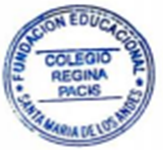 FUNDACION EDUCACIONAL
COLEGIO
REGINA
PACIS
* SANTA MARIA DE LOS ANDES *